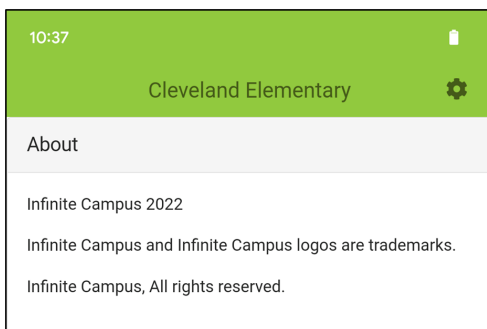 10:37
Cleveland Elementary
About
Infinite Campus 2022
Infinite Campus and Infinite Campus logos are trademarks.
Infinite Campus, All rights reserved.